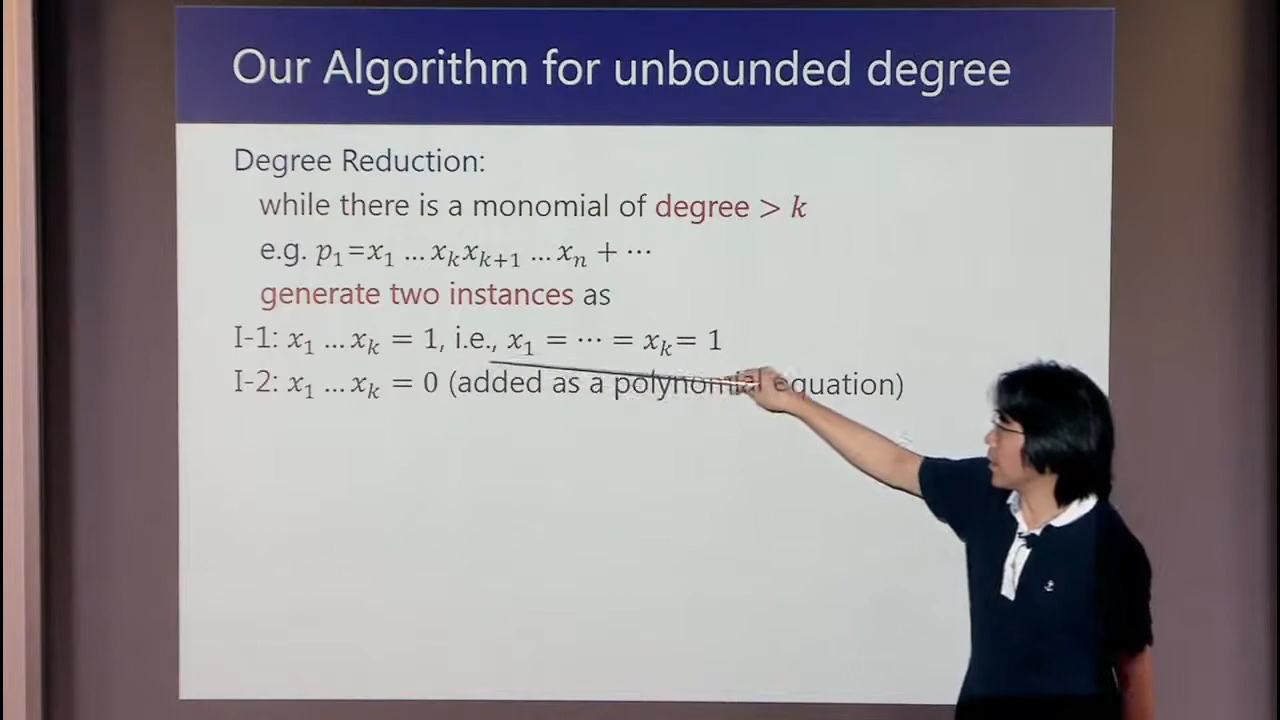 Our Algorithm for unbounded degree
Degree Reduction:
while there is a monomial of degree > k
e.g. p₁=x₁ … xₖxₖ₊₁ … xₙ + ⋯
generate two instances as
I-1: x₁ … xₖ = 1, i.e., x₁ = ⋯ = xₖ= 1
I-2: x₁ … xₖ = 0 (added as a polynomial equation)